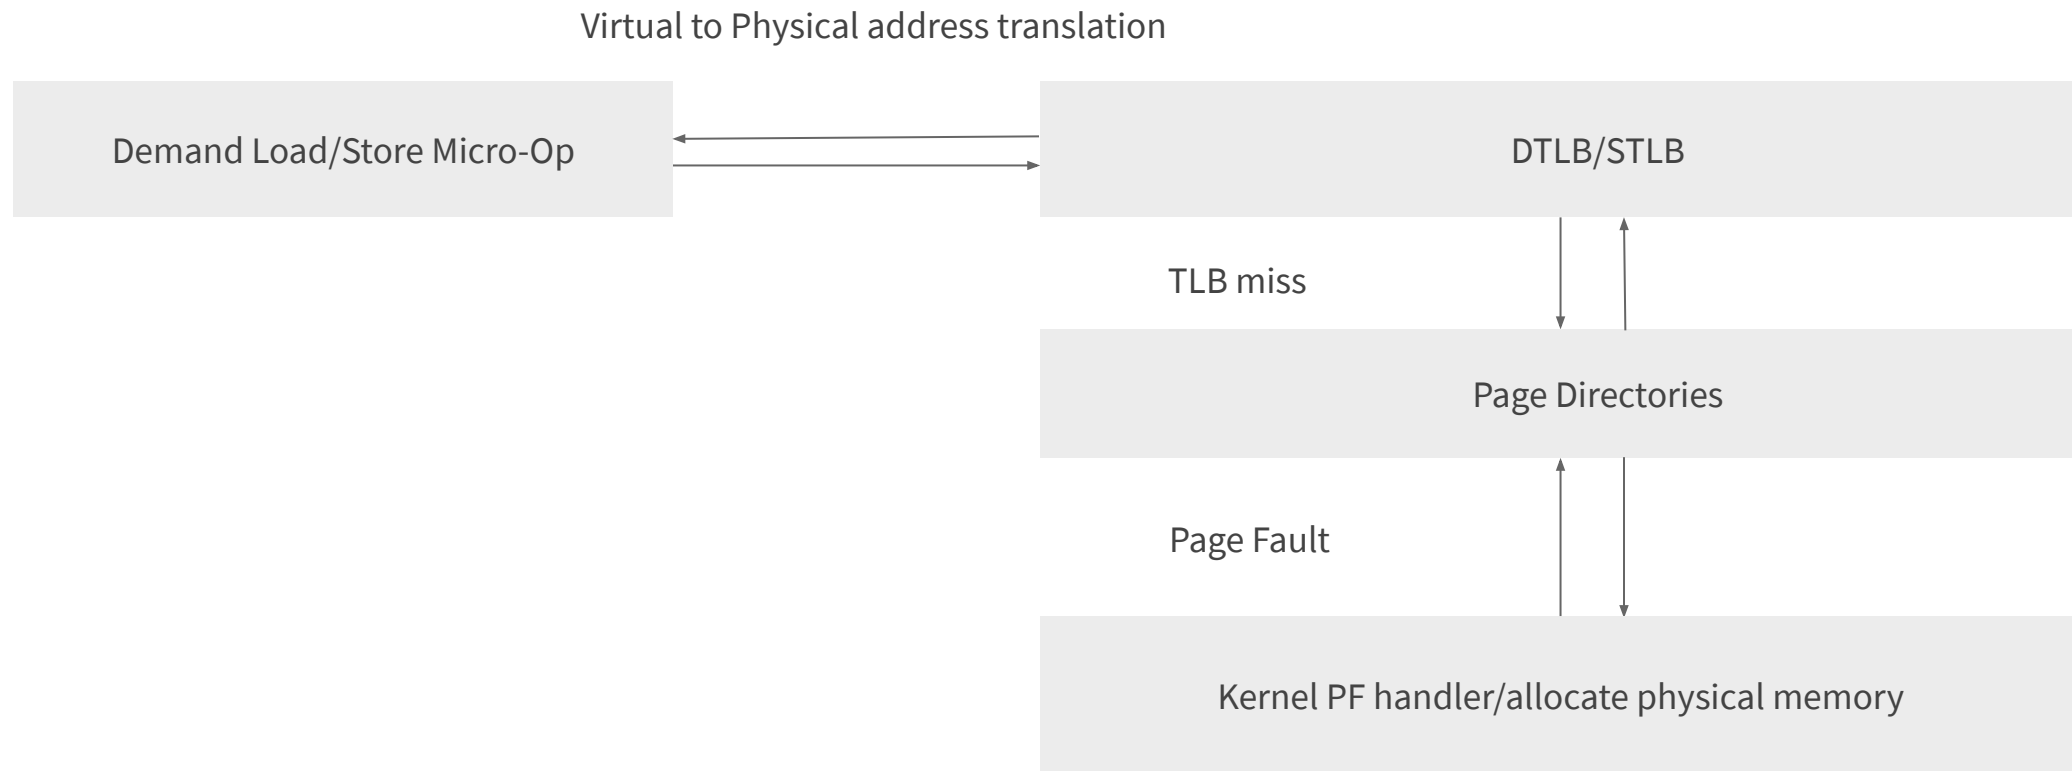 Virtual to Physical address translation
Demand Load/Store Micro-Op
DTLB/STLB
TLB miss
Page Directories
Page Fault
Kernel PF handler/allocate physical memory